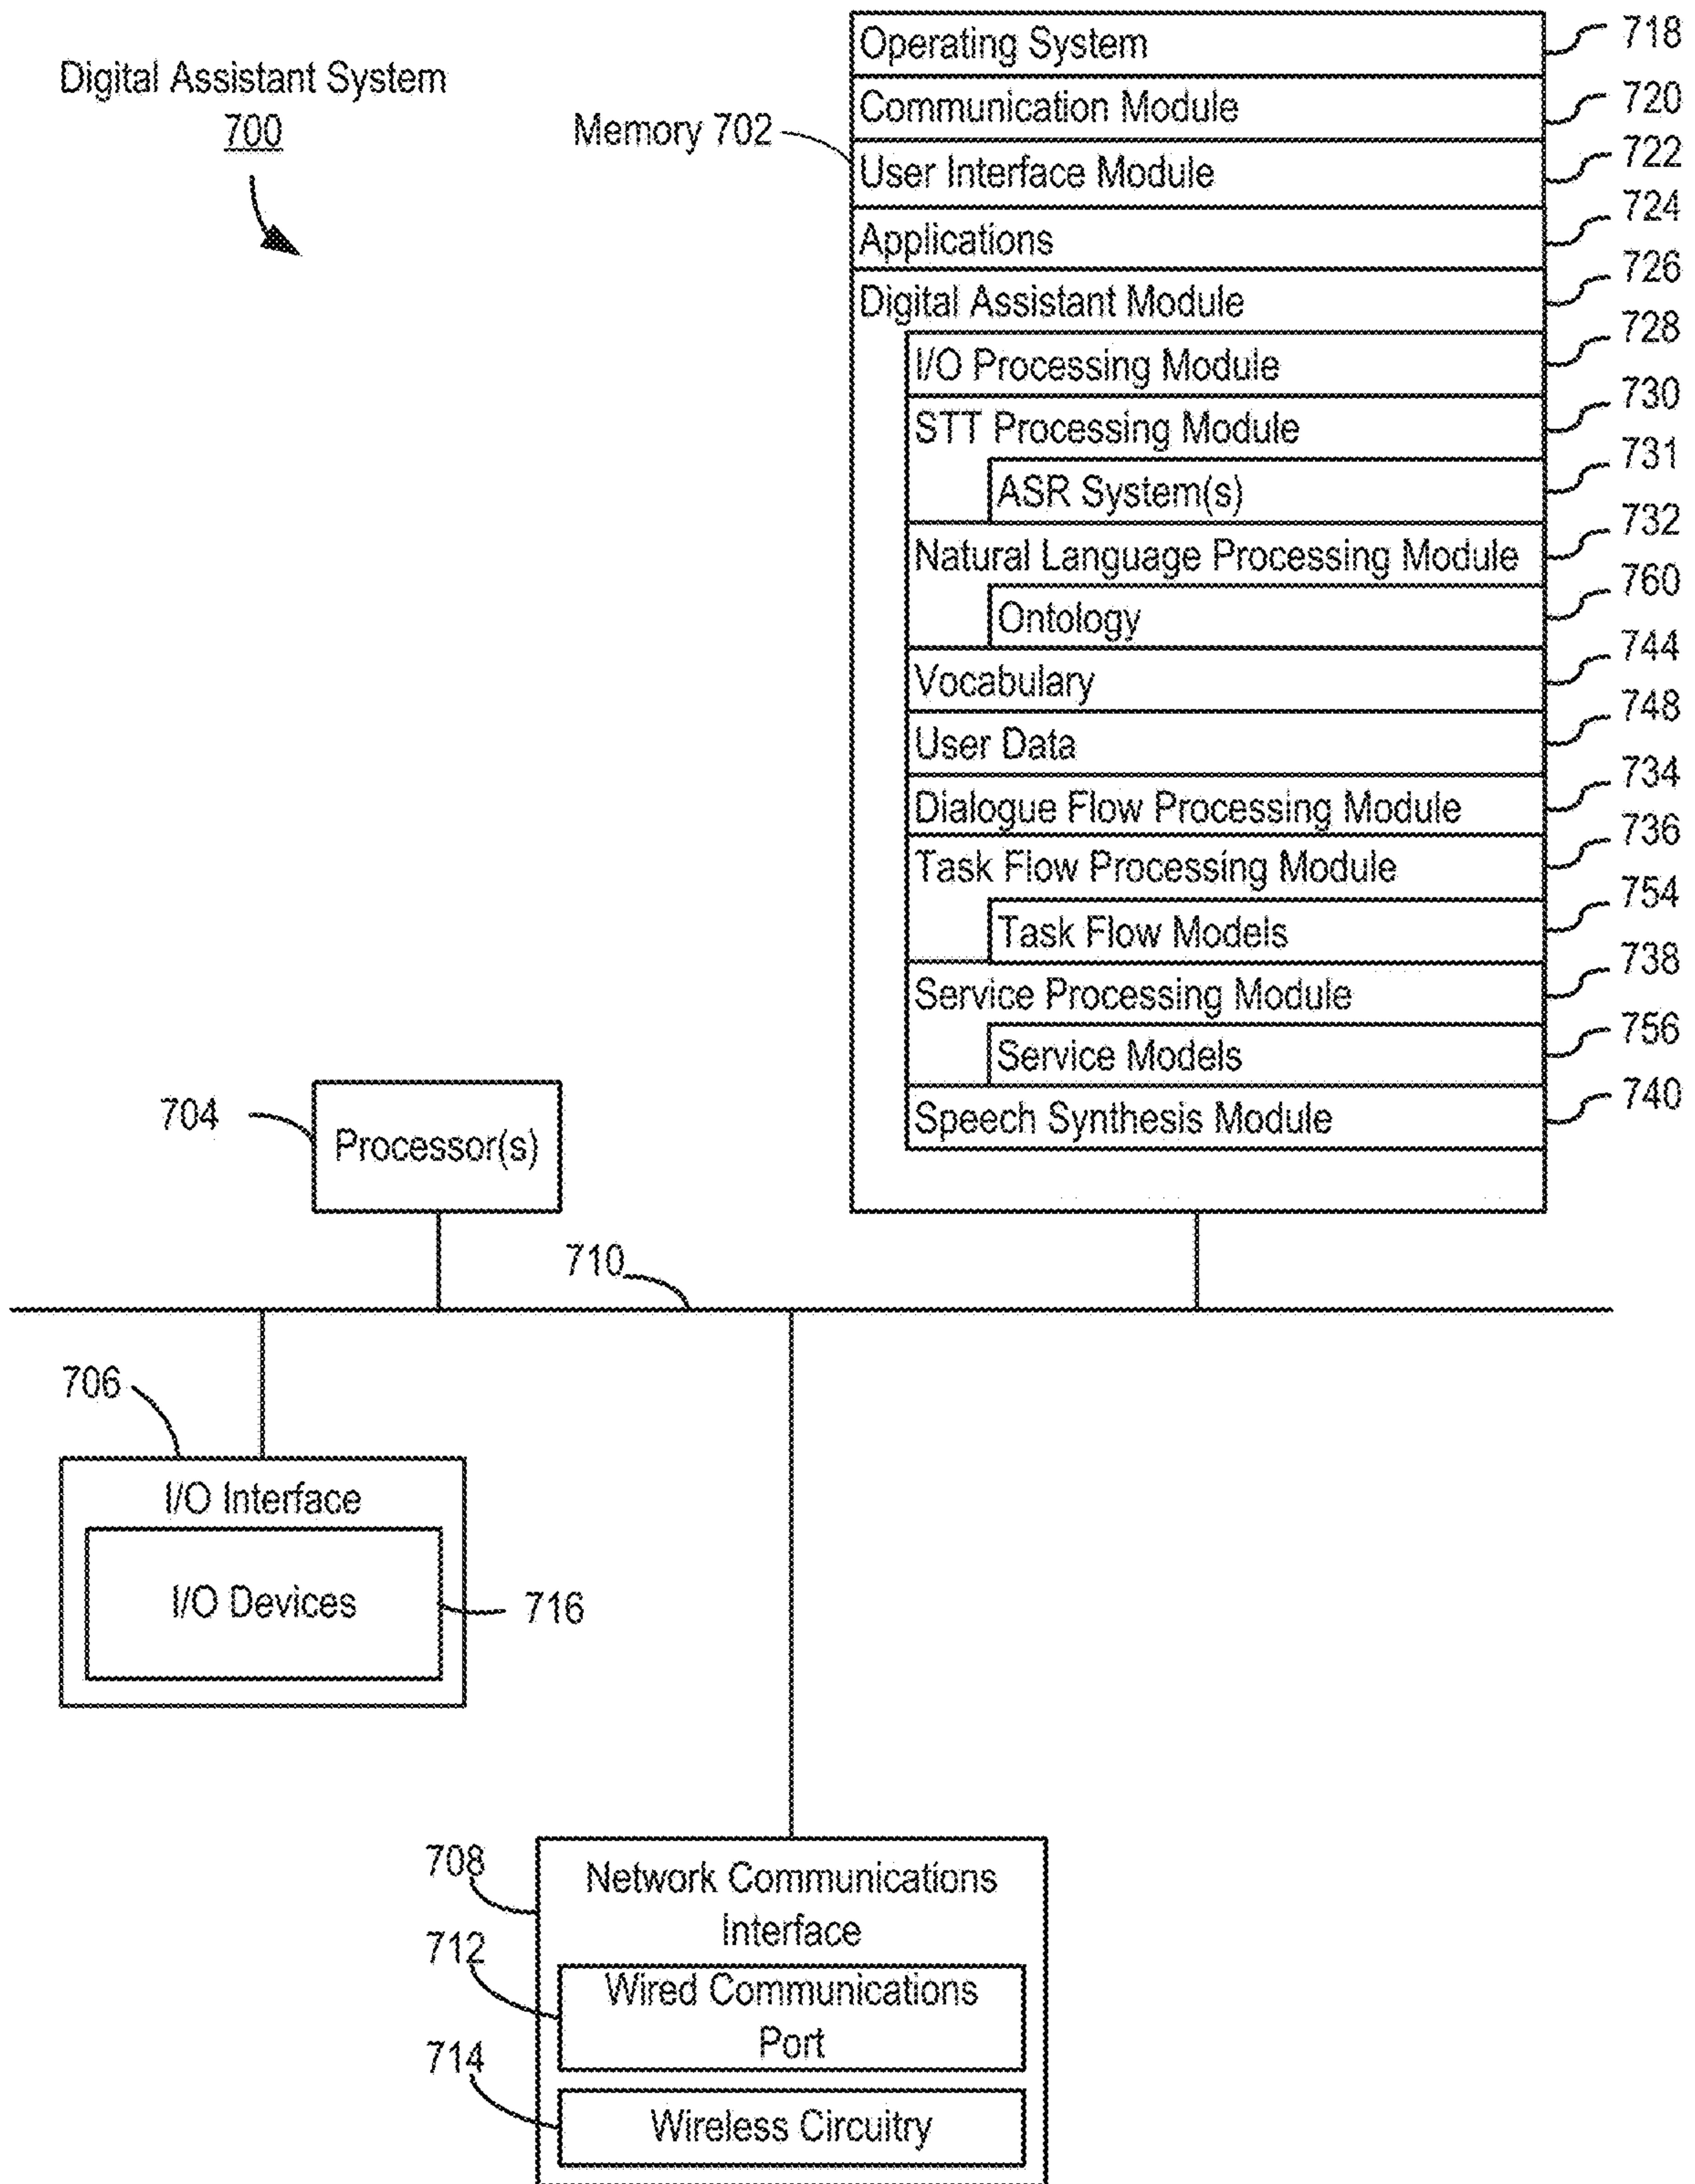 Digital Assistant System
700
Memory 702
Operating System 718
Communication Module 720
User Interface Module 722
Applications 724
Digital Assistant Module 726
I/O Processing Module 728
STT Processing Module 730
ASR System(s) 731
Natural Language Processing Module 732
Ontology 760
Vocabulary 744
User Data 748
Dialogue Flow Processing Module 734
Task Flow Processing Module 736
Task Flow Models 754
Service Processing Module 738
Service Models 756
Speech Synthesis Module 740
704
Processor(s)
710
706
I/O Interface
I/O Devices
716
708
Network Communications
Interface
712
Wired Communications
Port
714
Wireless Circuitry